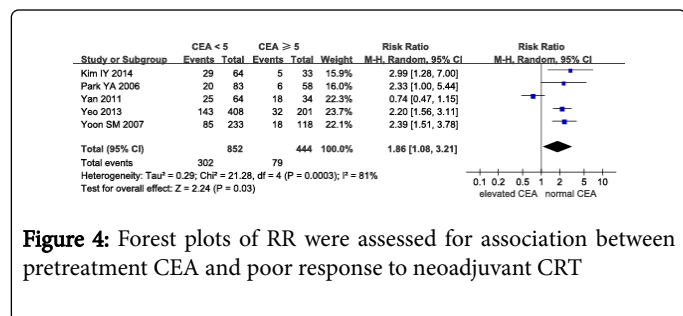 CEA < 5 CEA ⩾ 5 Risk Ratio Risk Ratio
Study or Subgroup Events Total Events Total Weight M-H. Random, 95% CI M-H. Random, 95% CI
Kim IY 2014 29 64 5 33 15.9% 2.99 [1.28, 7.00]
Park YA 2006 20 83 6 58 16.0% 2.33 [1.00, 5.44]
Yan 2011 25 64 18 34 22.3% 0.74 [0.47, 1.15]
Yeo 2013 143 408 32 201 23.7% 2.20 [1.56, 3.11]
Yoon SM 2007 85 233 18 118 22.1% 2.39 [1.51, 3.78]
Total (95% CI) 852 444 100.0% 1.86 [1.08, 3.21]
Total events 302 79
Heterogeneity: Tau² = 0.29; Chi² = 21.28, df = 4 (P = 0.0003); I² = 81%
Test for overall effect: Z = 2.24 (P = 0.03)
0.1 0.2 0.5 1 2 5 10
elevated CEA normal CEA
Figure 4: Forest plots of RR were assessed for association between
pretreatment CEA and poor response to neoadjuvant CRT